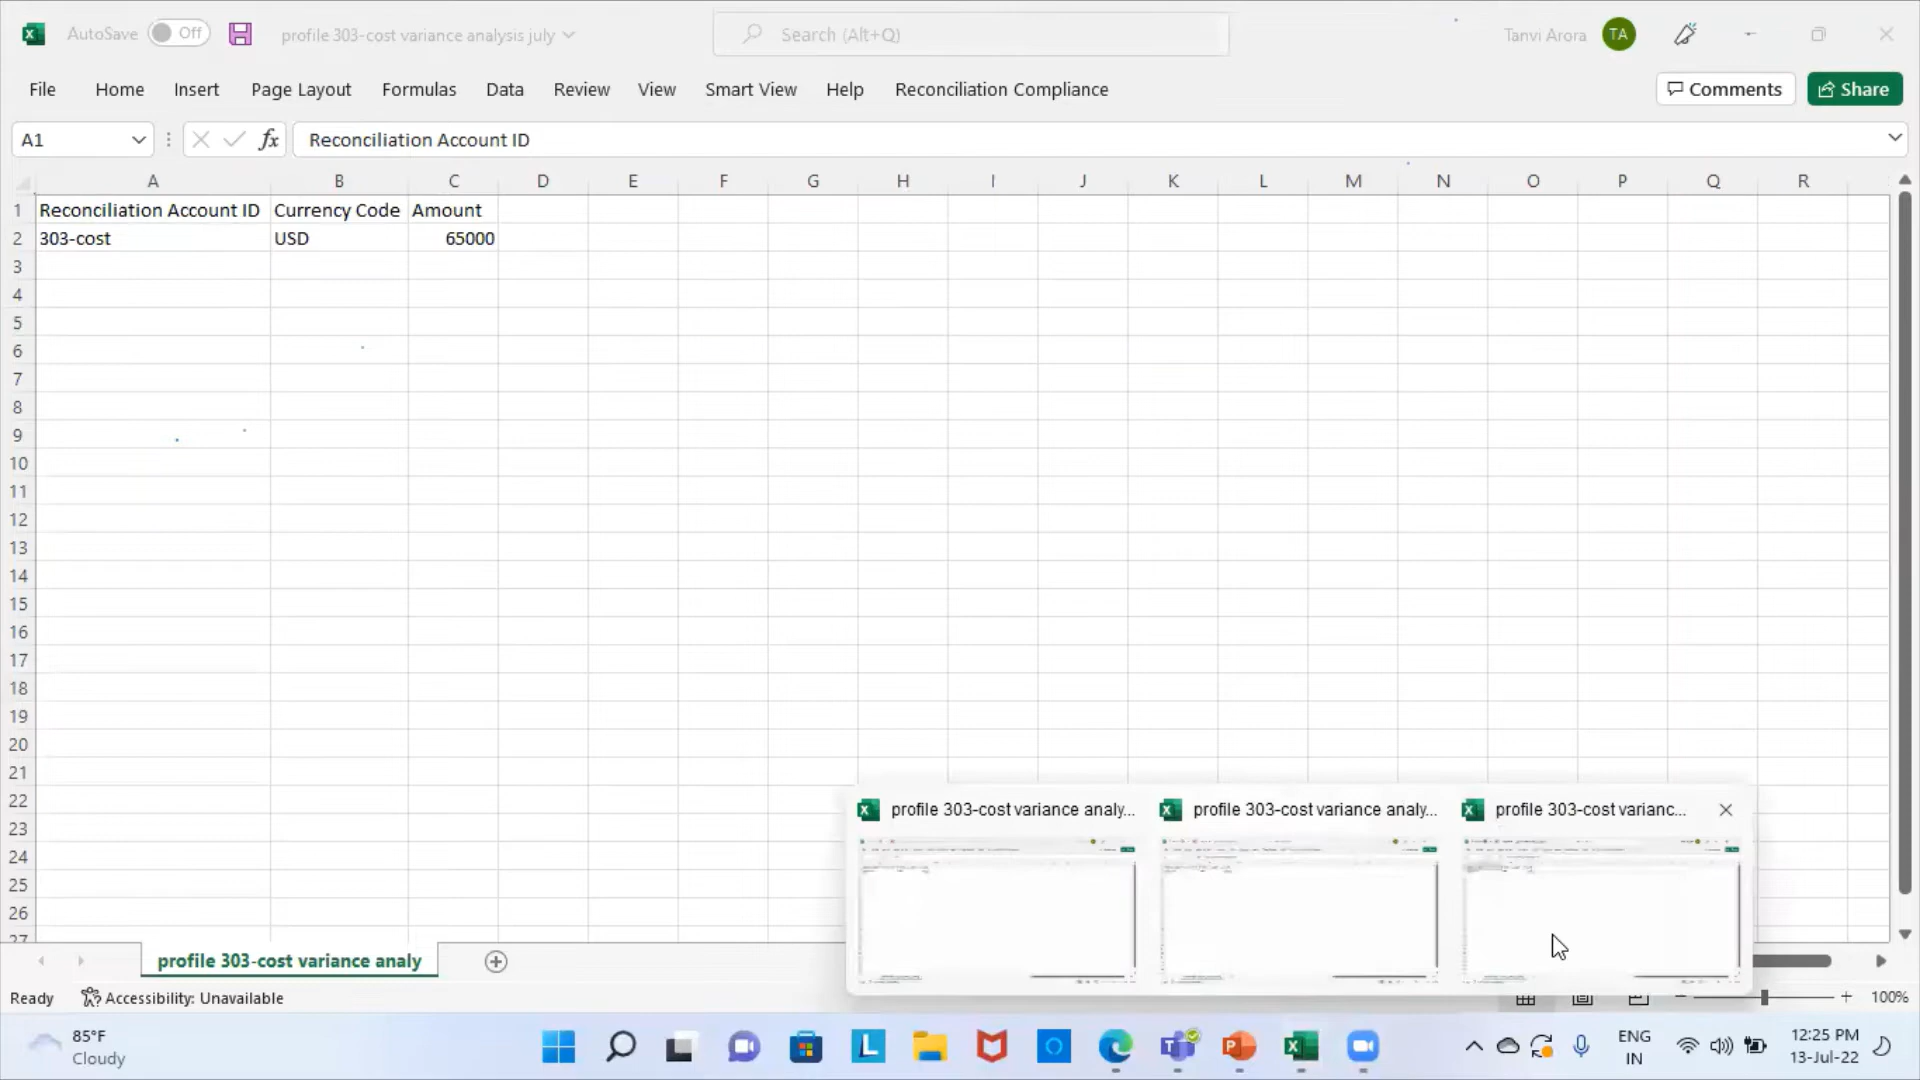 AutoSave Off profile 303-cost variance analysis july Search (Alt+Q) Tanvi Arora TA
File Home Insert Page Layout Formulas Data Review View Smart View Help Reconciliation Compliance Comments Share
A1 fx Reconciliation Account ID
A B C D E F G H I J K L M N O P Q R
1 Reconciliation Account ID Currency Code Amount
2 303-cost USD 65000
3
4
5
6
7
8
9
10
11
12
13
14
15
16
17
18
19
20
21
22
23
24
25
26
27
profile 303-cost variance analy... profile 303-cost variance analy... profile 303-cost varianc...
profile 303-cost variance analy
Ready Accessibility: Unavailable 100%
85°F
Cloudy
ENG
IN
12:25 PM
13-Jul-22